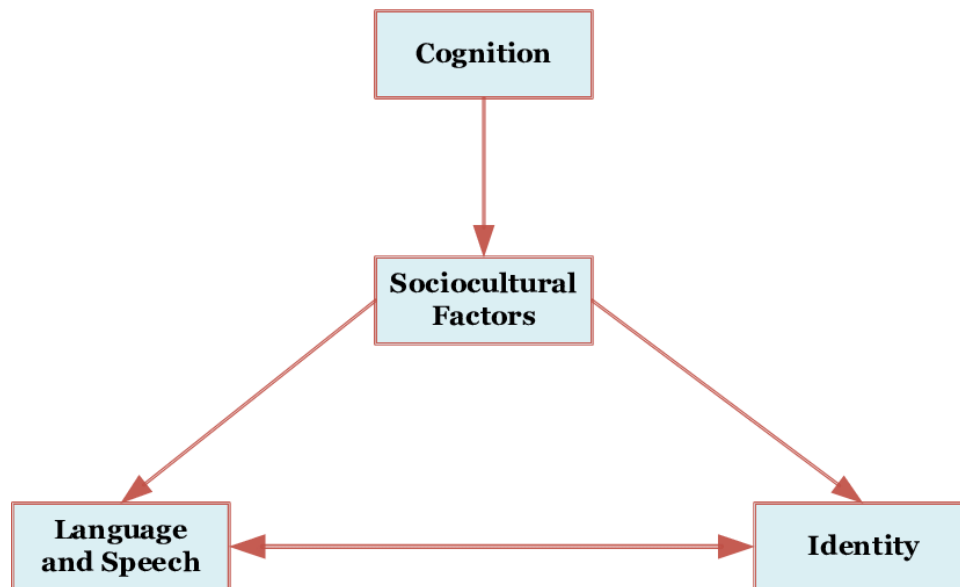 Cognition
Sociocultural
Factors
Language
and Speech
Identity